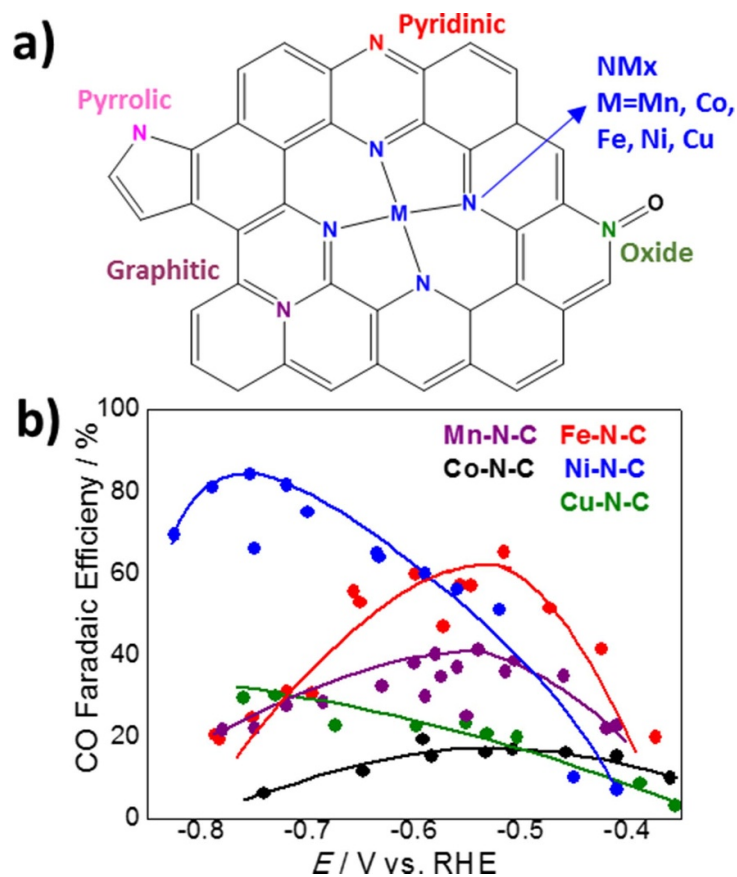 a)
Pyridinic
N
NMx
M=Mn, Co,
Fe, Ni, Cu
Pyrrolic
N
N
M
N
N
N
O
Oxide
Graphitic
N
N
b)
100
80
60
40
20
0
CO Faradaic Efficieny / %
Mn-N-C Fe-N-C
Co-N-C Ni-N-C
Cu-N-C
-0.8 -0.7 -0.6 -0.5 -0.4
E / V vs. RHE